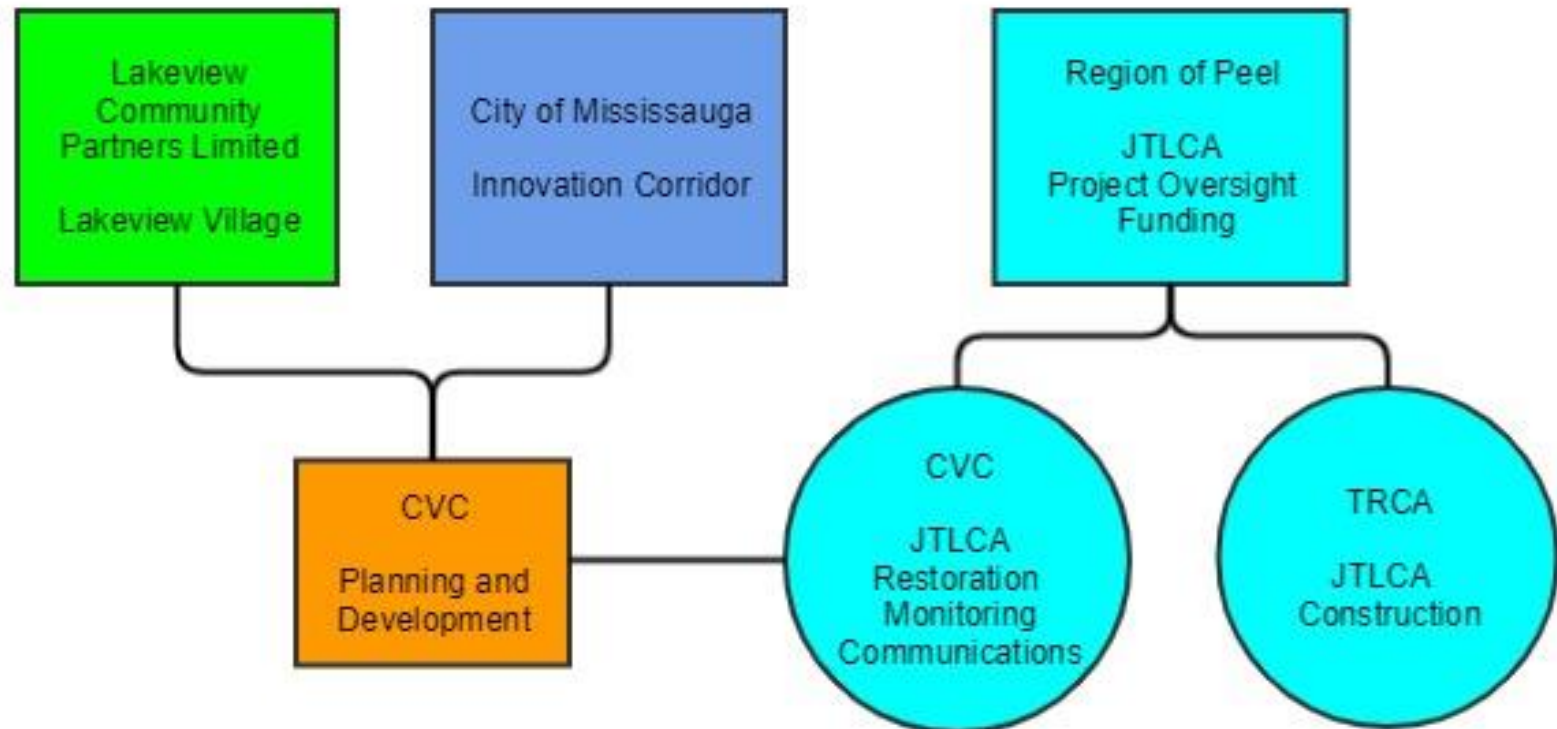 Lakeview
Community
Partners Limited
Lakeview Village
City of Mississauga
Innovation Corridor
Region of Peel
JTLCA
Project Oversight
Funding
CVC
Planning and
Development
CVC
JTLCA
Restoration
Monitoring
Communications
TRCA
JTLCA
Construction